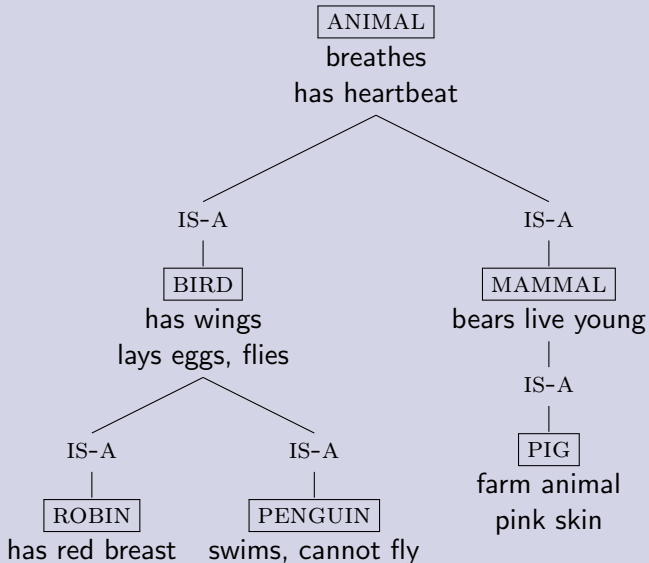 ANIMAL
breathes
has heartbeat
IS-A
IS-A
BIRD
MAMMAL
has wings
bears live young
lays eggs, flies
IS-A
IS-A
IS-A
PIG
farm animal
pink skin
ROBIN
PENGUIN
has red breast
swims, cannot fly